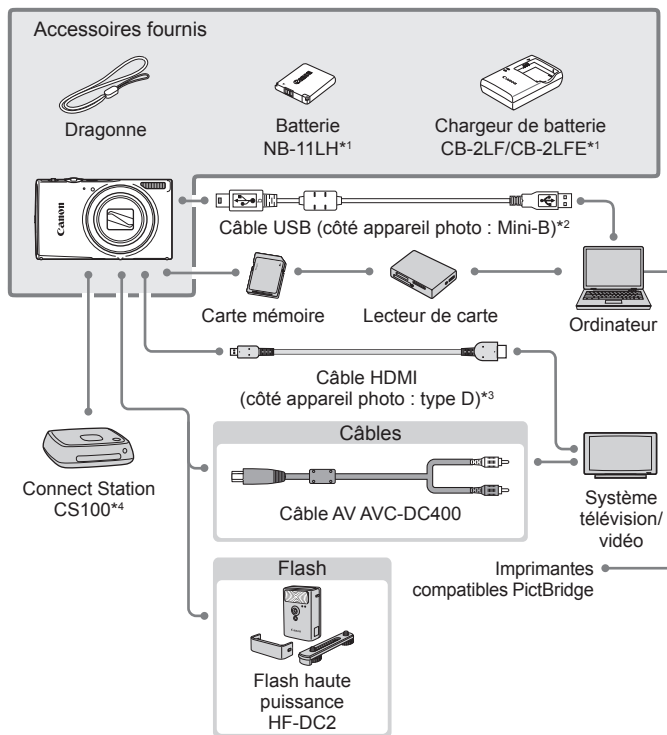 Accessoires fournis
Dragonne
Batterie
NB-11LH*1
Chargeur de batterie
CB-2LF/CB-2LFE*1
Canon
Câble USB (côté appareil photo : Mini-B)*2
Carte mémoire
Lecteur de carte
Ordinateur
Câble HDMI
(côté appareil photo : type D)*3
Câbles
Câble AV AVC-DC400
Connect Station
CS100*4
Système
télévision/
vidéo
Flash
Imprimantes
compatibles PictBridge
Flash haute
puissance
HF-DC2